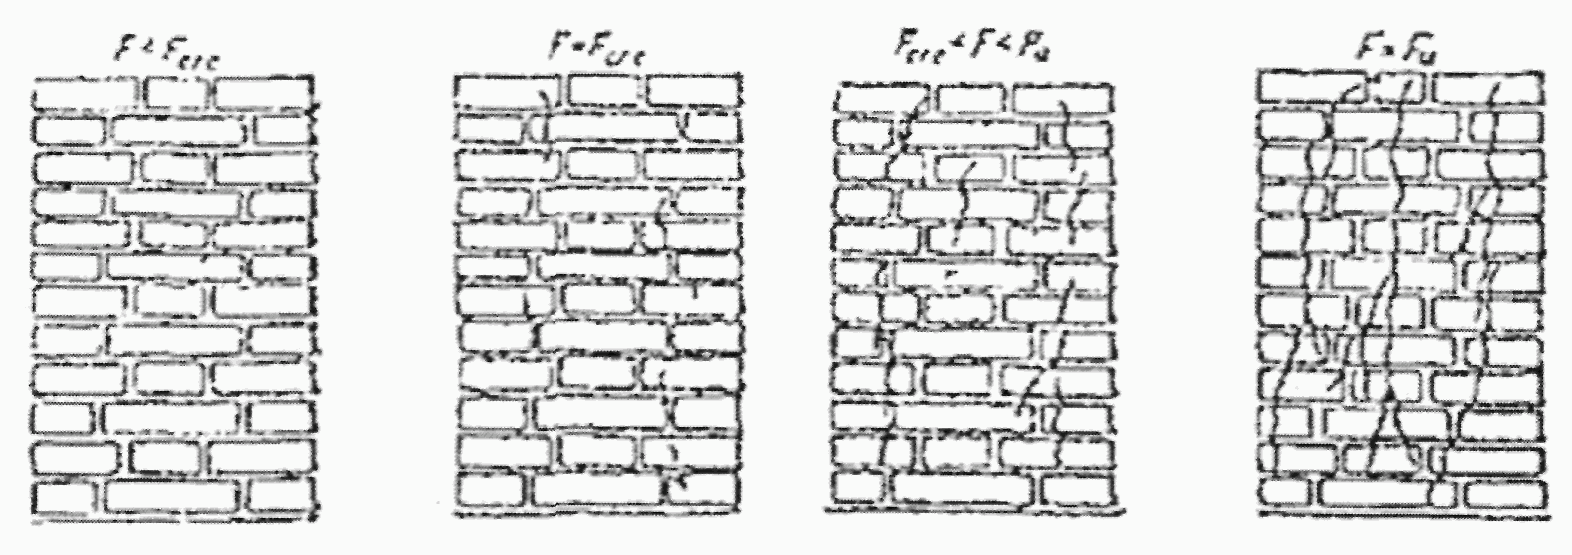 F < F_crc
F = F_crc
F_crc < F < F_u
F = F_u